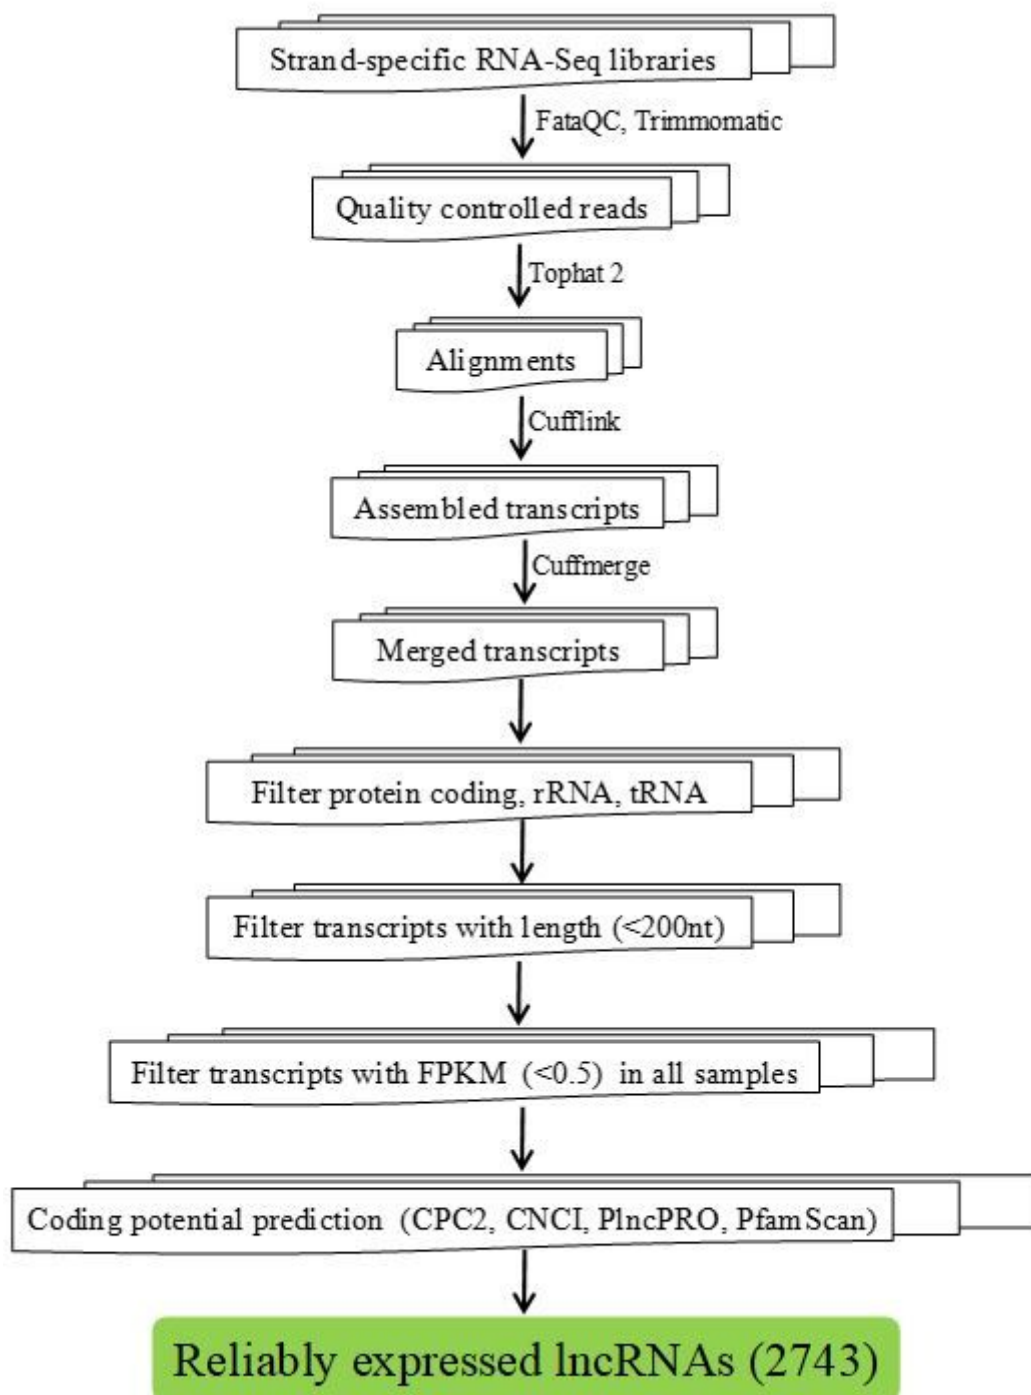 Strand-specific RNA-Seq libraries
FataQC, Trimmomatic
Quality controlled reads
Tophat 2
Alignments
Cufflink
Assembled transcripts
Cuffmerge
Merged transcripts
Filter protein coding, rRNA, tRNA
Filter transcripts with length (<200nt)
Filter transcripts with FPKM (<0.5) in all samples
Coding potential prediction (CPC2, CNCI, PlncPRO, PfamScan)
Reliably expressed lncRNAs (2743)